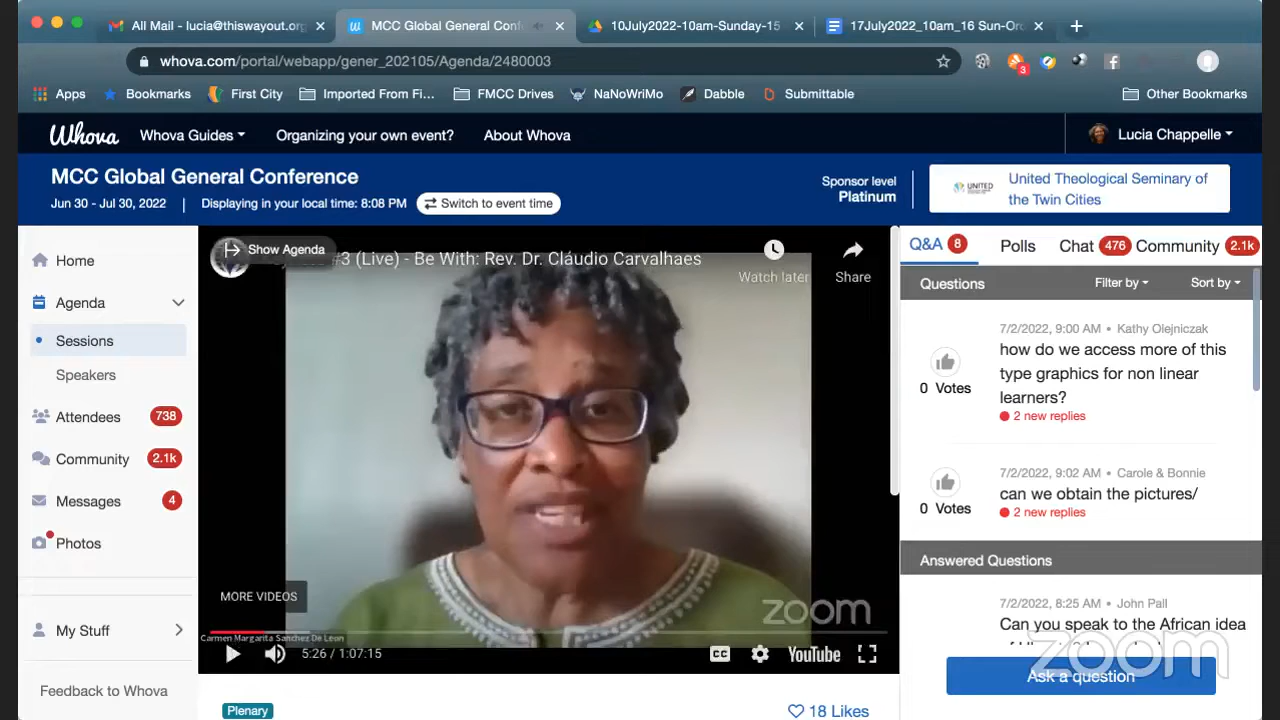 All Mail - lucia@thiswayout.org
MCC Global General Conf
10July2022-10am-Sunday-15
17July2022_10am_16 Sun-Or
whova.com/portal/webapp/gener_202105/Agenda/2480003
3
Apps
Bookmarks
First City
Imported From Fi...
FMCC Drives
NaNoWriMo
Dabble
Submittable
Other Bookmarks
Whova
Whova Guides
Organizing your own event?
About Whova
Lucia Chappelle
MCC Global General Conference
Jun 30 - Jul 30, 2022 | Displaying in your local time: 8:08 PM
Switch to event time
Sponsor level
Platinum
UNITED
United Theological Seminary of
the Twin Cities
Home
Agenda
Sessions
Speakers
Attendees 738
Community 2.1k
Messages 4
Photos
My Stuff
Feedback to Whova
Show Agenda
#3 (Live) - Be With: Rev. Dr. Cláudio Carvalhaes
Watch later
Share
MORE VIDEOS
zoom
Carmen Margarita Sanchez De Leon
5:26 / 1:07:15
CC
YouTube
Plenary
18 Likes
Q&A 8
Polls
Chat 476
Community 2.1k
Questions
Filter by
Sort by
7/2/2022, 9:00 AM • Kathy Olejniczak
how do we access more of this
type graphics for non linear
learners?
0 Votes
2 new replies
7/2/2022, 9:02 AM • Carole & Bonnie
can we obtain the pictures/
0 Votes
2 new replies
Answered Questions
7/2/2022, 8:25 AM • John Pall
Can you speak to the African idea
zoom
Ask a question